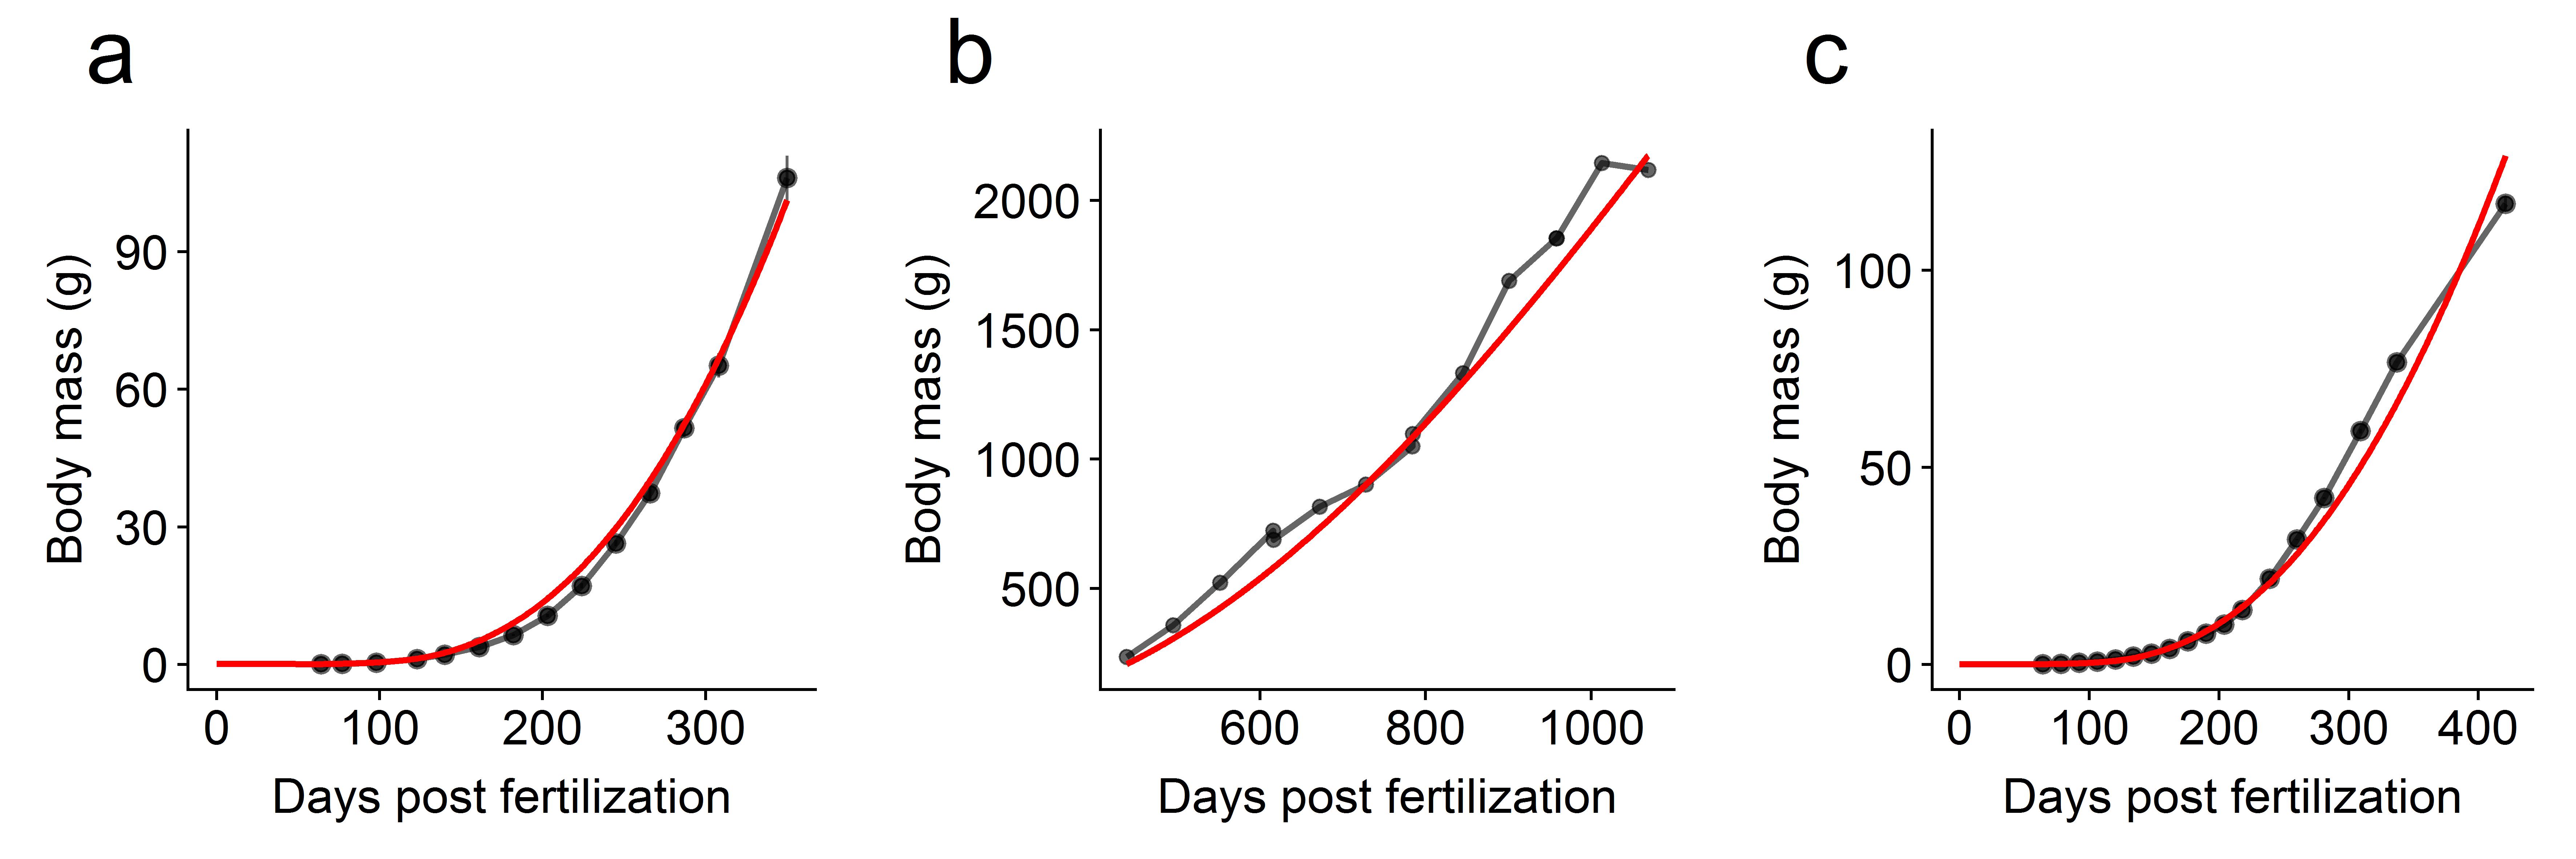 a
b
c
Body mass (g)
90
60
30
0
0 100 200 300
Days post fertilization
Body mass (g)
2000
1500
1000
500
600 800 1000
Days post fertilization
Body mass (g)
100
50
0
0 100 200 300 400
Days post fertilization